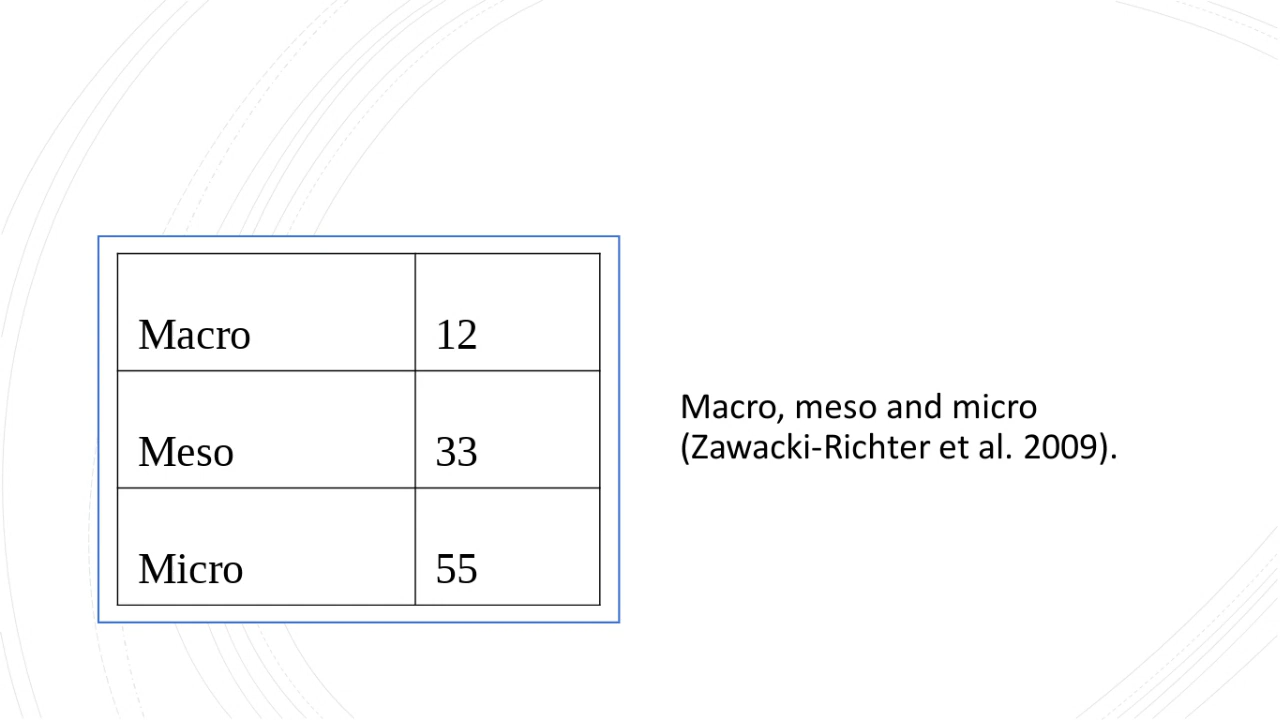 Macro 12
Meso 33
Micro 55
Macro, meso and micro
(Zawacki-Richter et al. 2009).